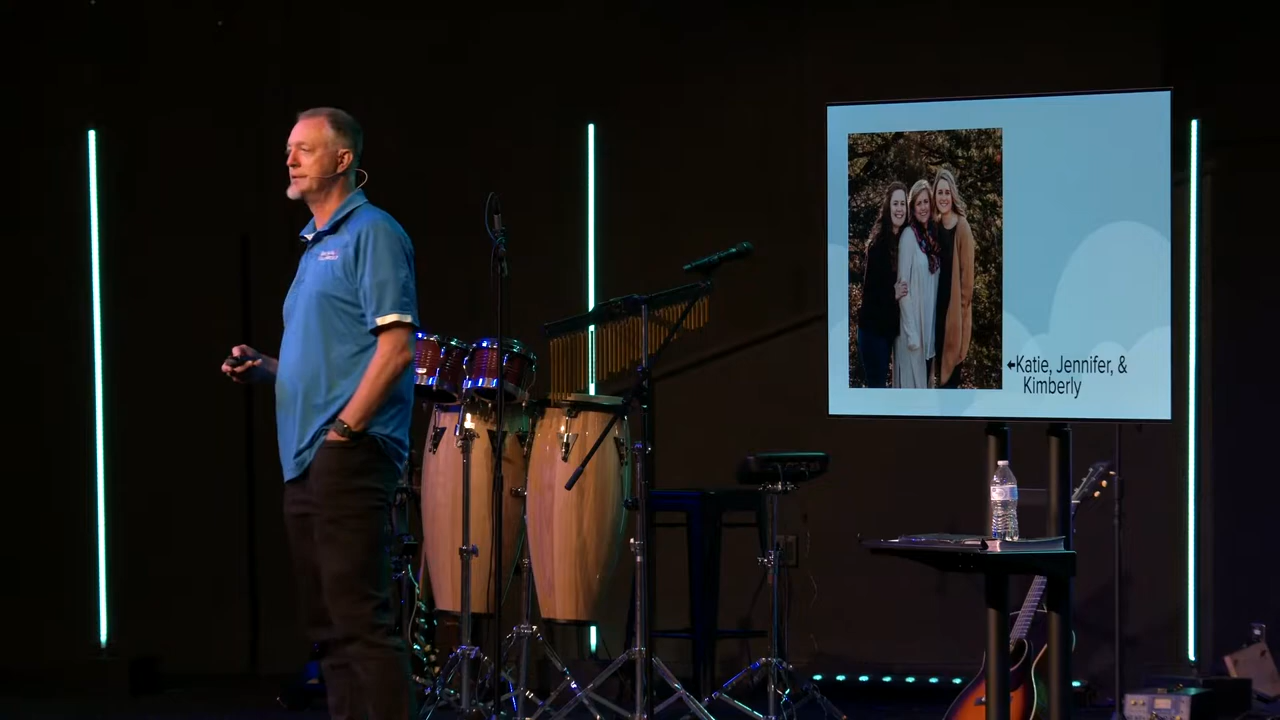 ←Katie, Jennifer, &
Kimberly